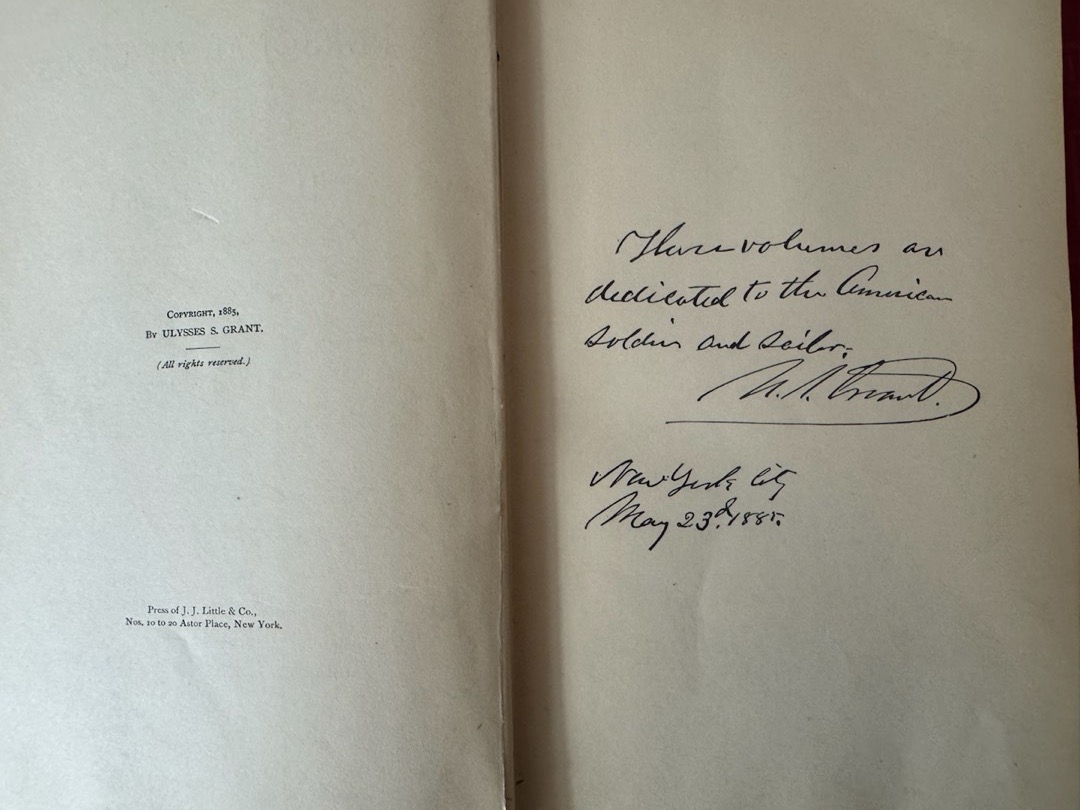 COPYRIGHT, 1885,
BY ULYSSES S. GRANT.
(All rights reserved.)
Press of J. J. Little & Co.,
Nos. 10 to 20 Astor Place, New York.
These volumes are
dedicated to the American
soldier and sailor.
U. S. Grant.
New York City
May 23d. 1885.